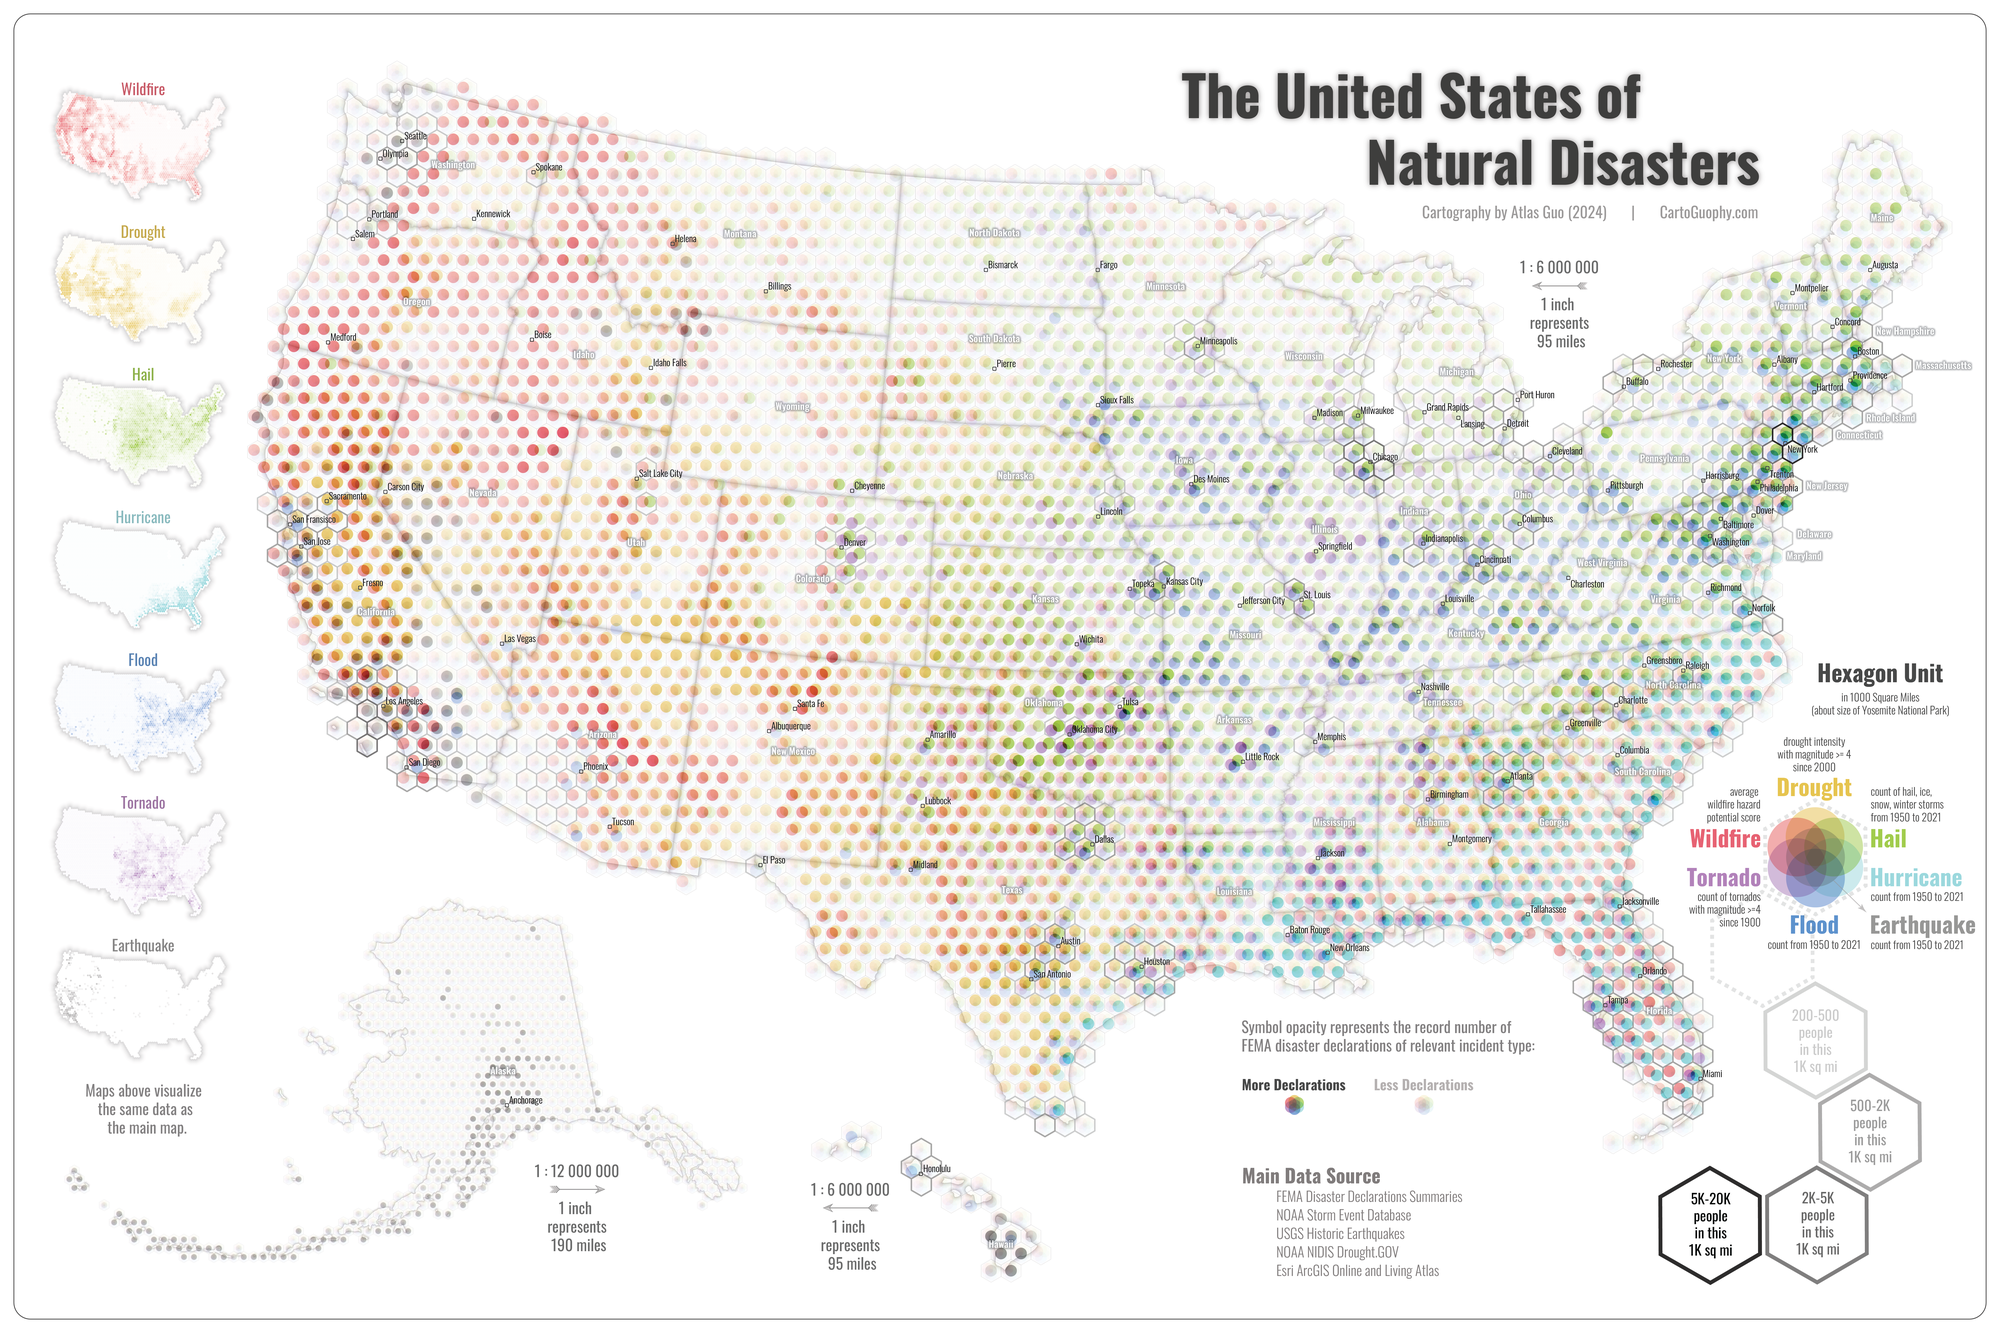 The United States of
Natural Disasters
Cartography by Atlas Guo (2024) | CartoGuophy.com
Wildfire
Drought
Hail
Hurricane
Flood
Tornado
Earthquake
Maps above visualize
the same data as
the main map.
1 : 6 000 000
1 inch
represents
95 miles
Seattle
Olympia
Washington
Spokane
Portland
Kennewick
Salem
Helena
Montana
North Dakota
Bismarck
Fargo
Minnesota
Maine
Augusta
Oregon
Billings
Montpelier
Vermont
Concord
New Hampshire
Medford
Boise
Idaho
Idaho Falls
South Dakota
Pierre
Minneapolis
Wisconsin
Michigan
Rochester
Buffalo
New York
Albany
Boston
Massachusetts
Providence
Hartford
Wyoming
Sioux Falls
Madison
Milwaukee
Grand Rapids
Lansing
Port Huron
Detroit
Rhode Island
Connecticut
New York
Salt Lake City
Carson City
Sacramento
Nevada
Cheyenne
Nebraska
Iowa
Des Moines
Chicago
Cleveland
Pennsylvania
Harrisburg
Trenton
Philadelphia
New Jersey
Pittsburgh
San Fransisco
San Jose
Utah
Denver
Colorado
Lincoln
Illinois
Springfield
Indiana
Indianapolis
Ohio
Columbus
Cincinnati
Dover
Baltimore
Washington
Delaware
Maryland
West Virginia
Charleston
Fresno
California
Las Vegas
Kansas
Topeka
Kansas City
Jefferson City
St. Louis
Louisville
Virginia
Richmond
Norfolk
Wichita
Missouri
Kentucky
Los Angeles
San Diego
Santa Fe
Albuquerque
New Mexico
Arizona
Phoenix
Tucson
Amarillo
Oklahoma
Tulsa
Oklahoma City
Arkansas
Little Rock
Nashville
Tennessee
Memphis
Greensboro
Raleigh
North Carolina
Charlotte
Greenville
Columbia
South Carolina
Lubbock
Dallas
Atlanta
Birmingham
Mississippi
Alabama
Georgia
Montgomery
Jackson
El Paso
Midland
Texas
Louisiana
Tallahassee
Jacksonville
Baton Rouge
New Orleans
Austin
San Antonio
Houston
Orlando
Tampa
Florida
Miami
Alaska
Anchorage
1 : 12 000 000
1 inch
represents
190 miles
1 : 6 000 000
1 inch
represents
95 miles
Honolulu
Hawaii
Symbol opacity represents the record number of
FEMA disaster declarations of relevant incident type:
More Declarations
Less Declarations
Main Data Source
FEMA Disaster Declarations Summaries
NOAA Storm Event Database
USGS Historic Earthquakes
NOAA NIDIS Drought.GOV
Esri ArcGIS Online and Living Atlas
Hexagon Unit
in 1000 Square Miles
(about size of Yosemite National Park)
drought intensity
with magnitude >= 4
since 2000
Drought
average
wildfire hazard
potential score
Wildfire
count of hail, ice,
snow, winter storms
from 1950 to 2021
Hail
Tornado
count of tornados
with magnitude >=4
since 1900
Hurricane
count from 1950 to 2021
Flood
count from 1950 to 2021
Earthquake
count from 1950 to 2021
200-500
people
in this
1K sq mi
500-2K
people
in this
1K sq mi
5K-20K
people
in this
1K sq mi
2K-5K
people
in this
1K sq mi